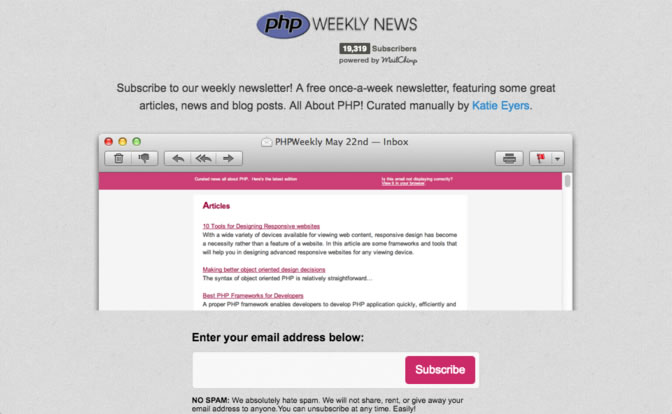 php WEEKLY NEWS
19,319 Subscribers
powered by MailChimp
Subscribe to our weekly newsletter! A free once-a-week newsletter, featuring some great
articles, news and blog posts. All About PHP! Curated manually by Katie Eyers.
PHPWeekly May 22nd — Inbox
Curated news all about PHP. Here's the latest edition
Is this email not displaying correctly?
View it in your browser.
Articles
10 Tools for Designing Responsive websites
With a wide variety of devices available for viewing web content, responsive design has become
a necessity rather than a feature of a website. In this article are some frameworks and tools that
will help you in designing advanced responsive websites for any viewing device.
Making better object oriented design decisions
The syntax of object oriented PHP is relatively straightforward...
Best PHP Frameworks for Developers
A proper PHP framework enables developers to develop PHP application quickly, efficiently and
Enter your email address below:
Subscribe
NO SPAM: We absolutely hate spam. We will not share, rent, or give away your
email address to anyone.You can unsubscribe at any time. Easily!